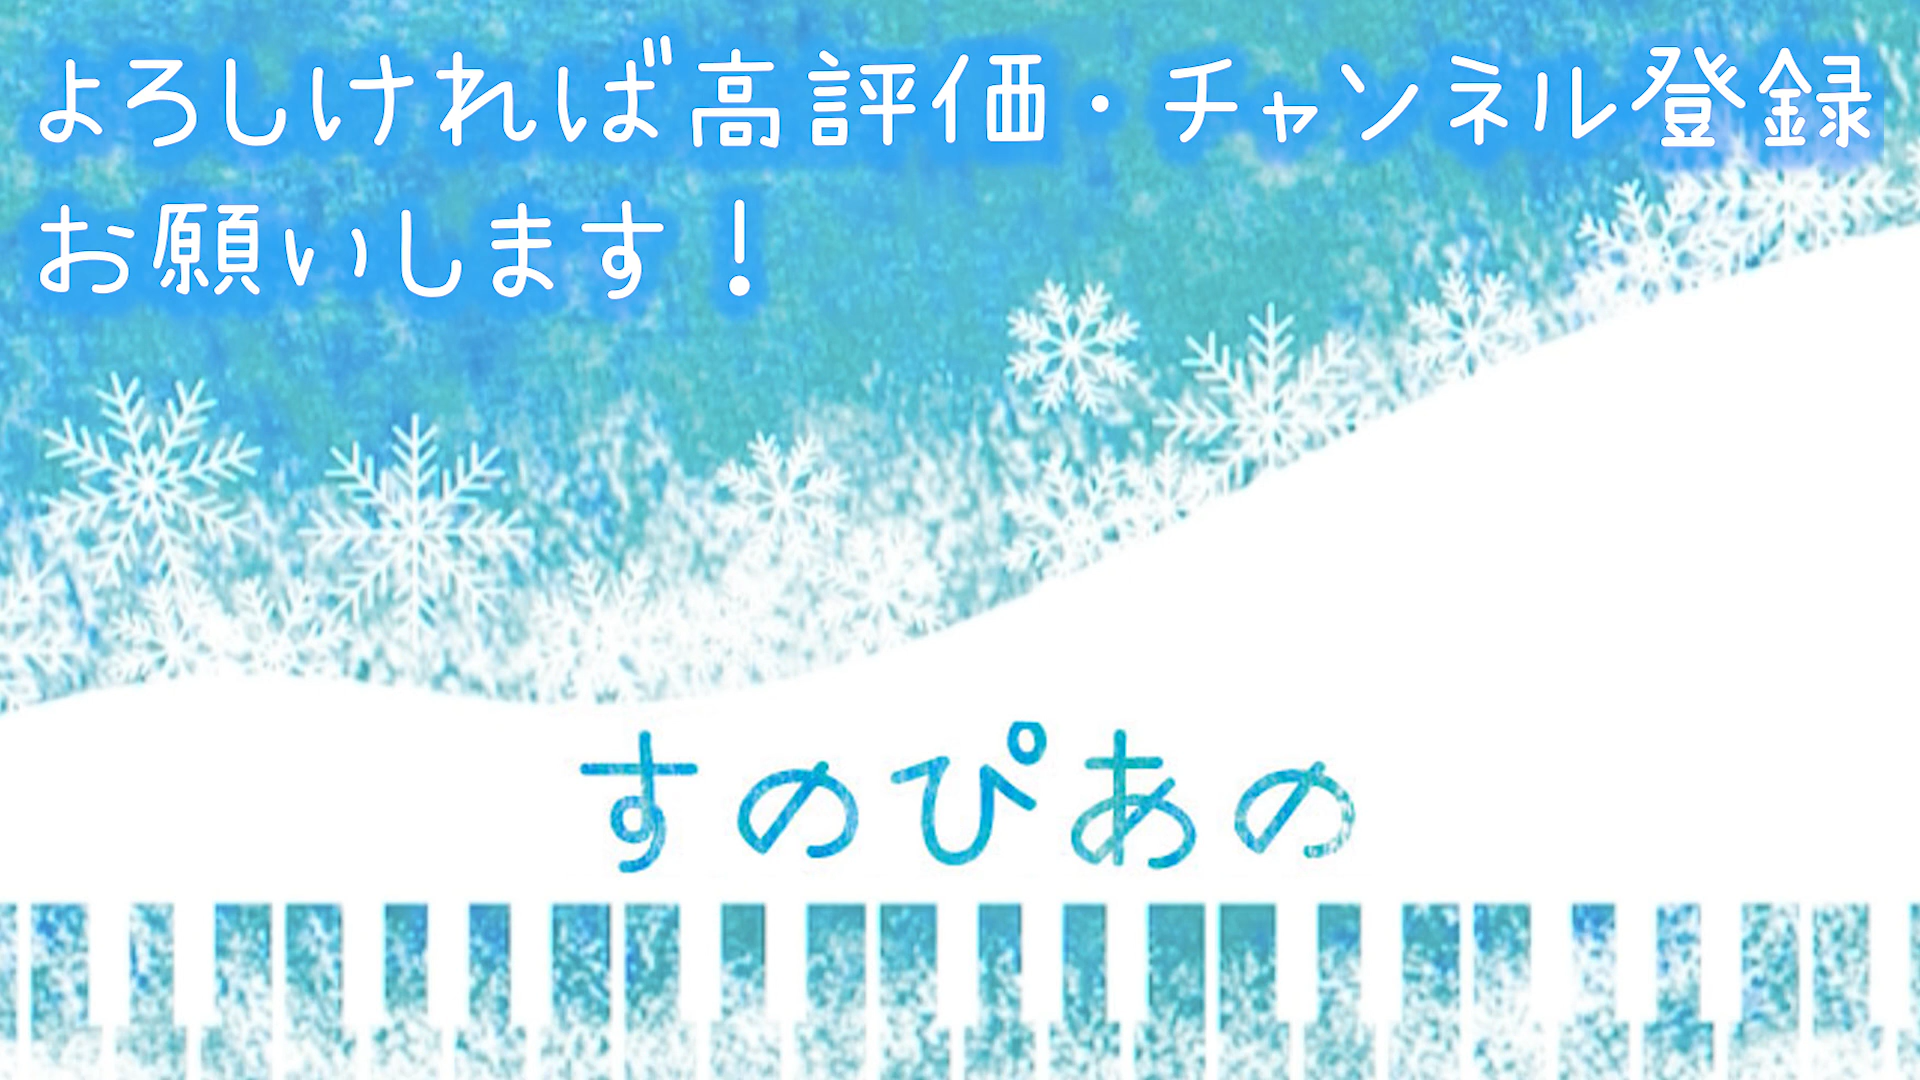 よろしければ高評価・チャンネル登録
お願いします！
すのぴあの